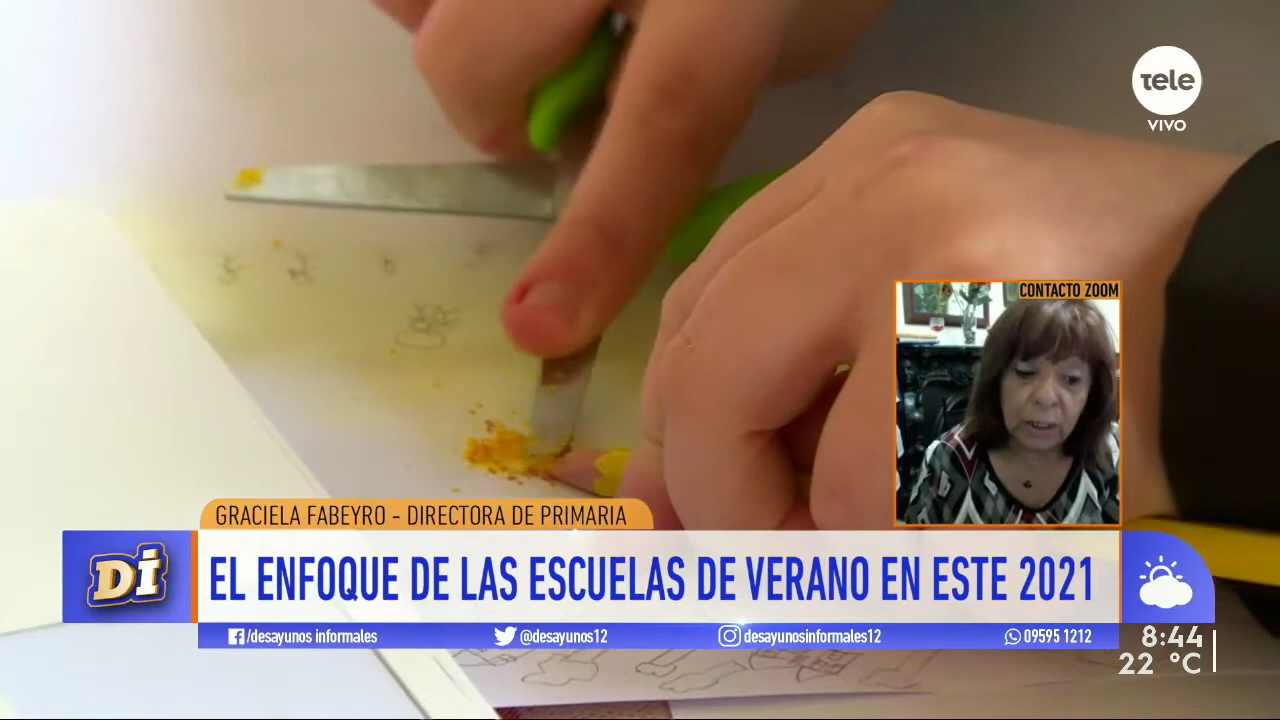 tele
VIVO
CONTACTO ZOOM
GRACIELA FABEYRO - DIRECTORA DE PRIMARIA
Di
EL ENFOQUE DE LAS ESCUELAS DE VERANO EN ESTE 2021
/desayunos informales
@desayunos12
desayunosinformales12
09595 1212
8:44
22 °C